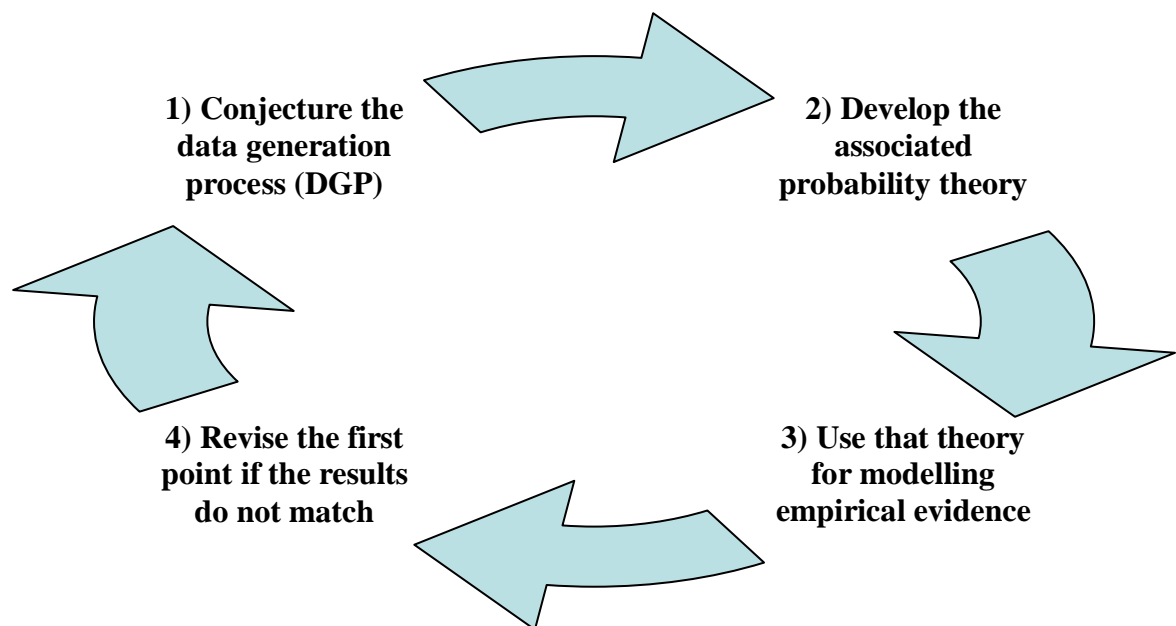 1) Conjecture the
data generation
process (DGP)
2) Develop the
associated
probability theory
3) Use that theory
for modelling
empirical evidence
4) Revise the first
point if the results
do not match